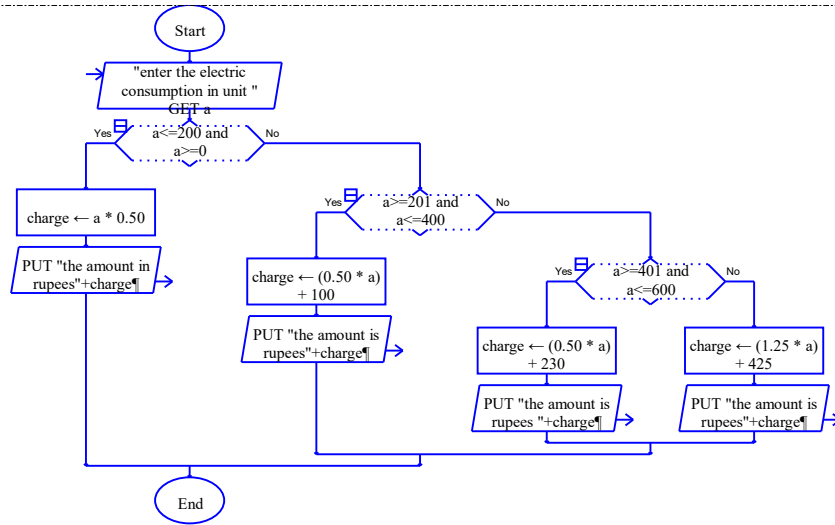 Start
"enter the electric
consumption in unit "
GET a
Yes
a<=200 and
a>=0
No
charge ← a * 0.50
PUT "the amount in
rupees"+charge¶
Yes
a>=201 and
a<=400
No
charge ← (0.50 * a)
+ 100
PUT "the amount is
rupees"+charge¶
Yes
a>=401 and
a<=600
No
charge ← (0.50 * a)
+ 230
PUT "the amount is
rupees "+charge¶
charge ← (1.25 * a)
+ 425
PUT "the amount is
rupees"+charge¶
End